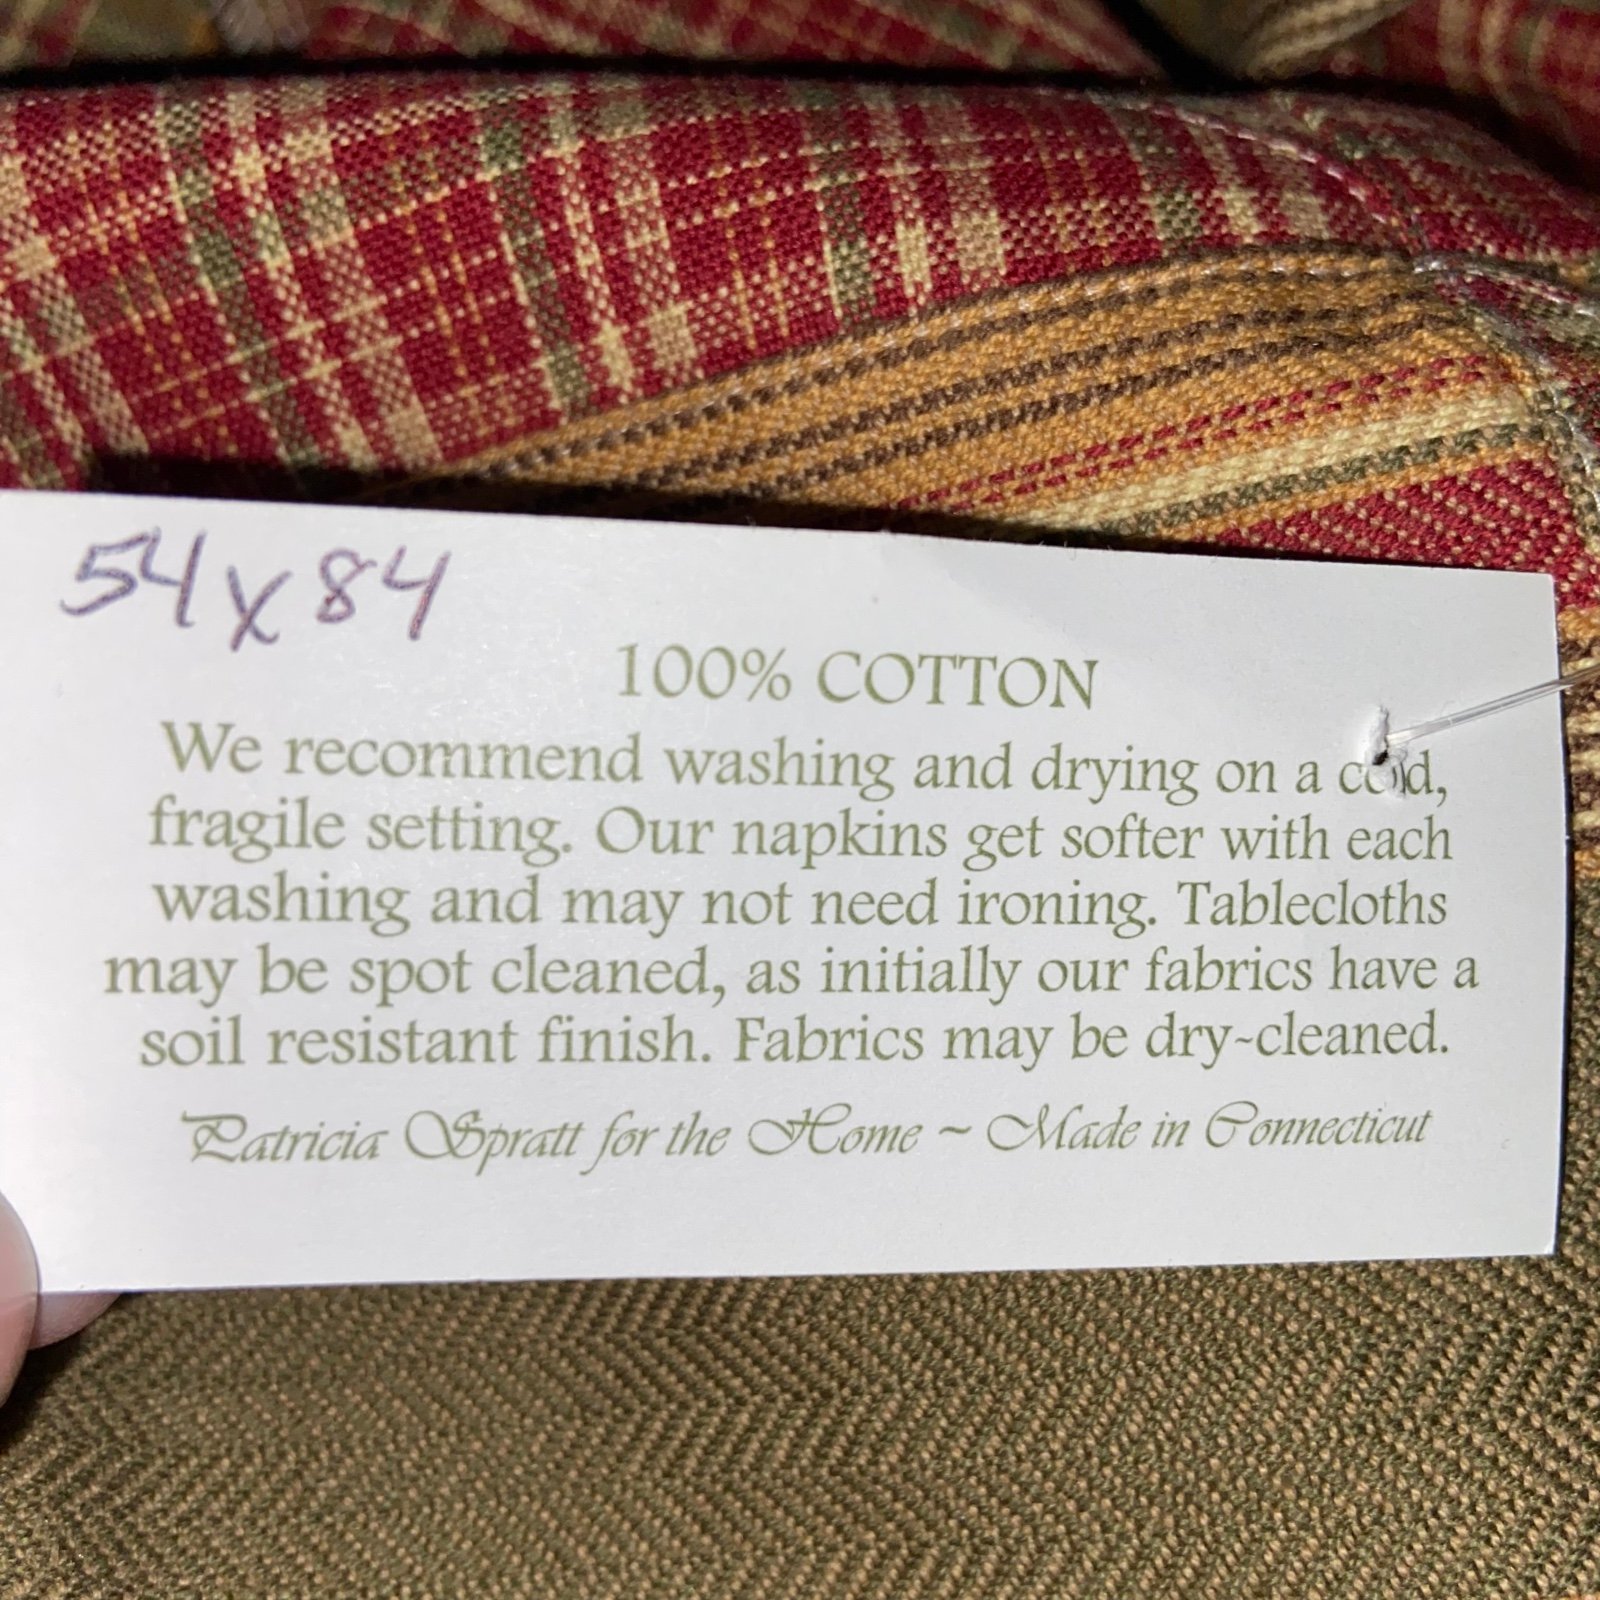 54 x 84
100% COTTON
We recommend washing and drying on a cold,
fragile setting. Our napkins get softer with each
washing and may not need ironing. Tablecloths
may be spot cleaned, as initially our fabrics have a
soil resistant finish. Fabrics may be dry-cleaned.
Patricia Spratt for the Home ~ Made in Connecticut